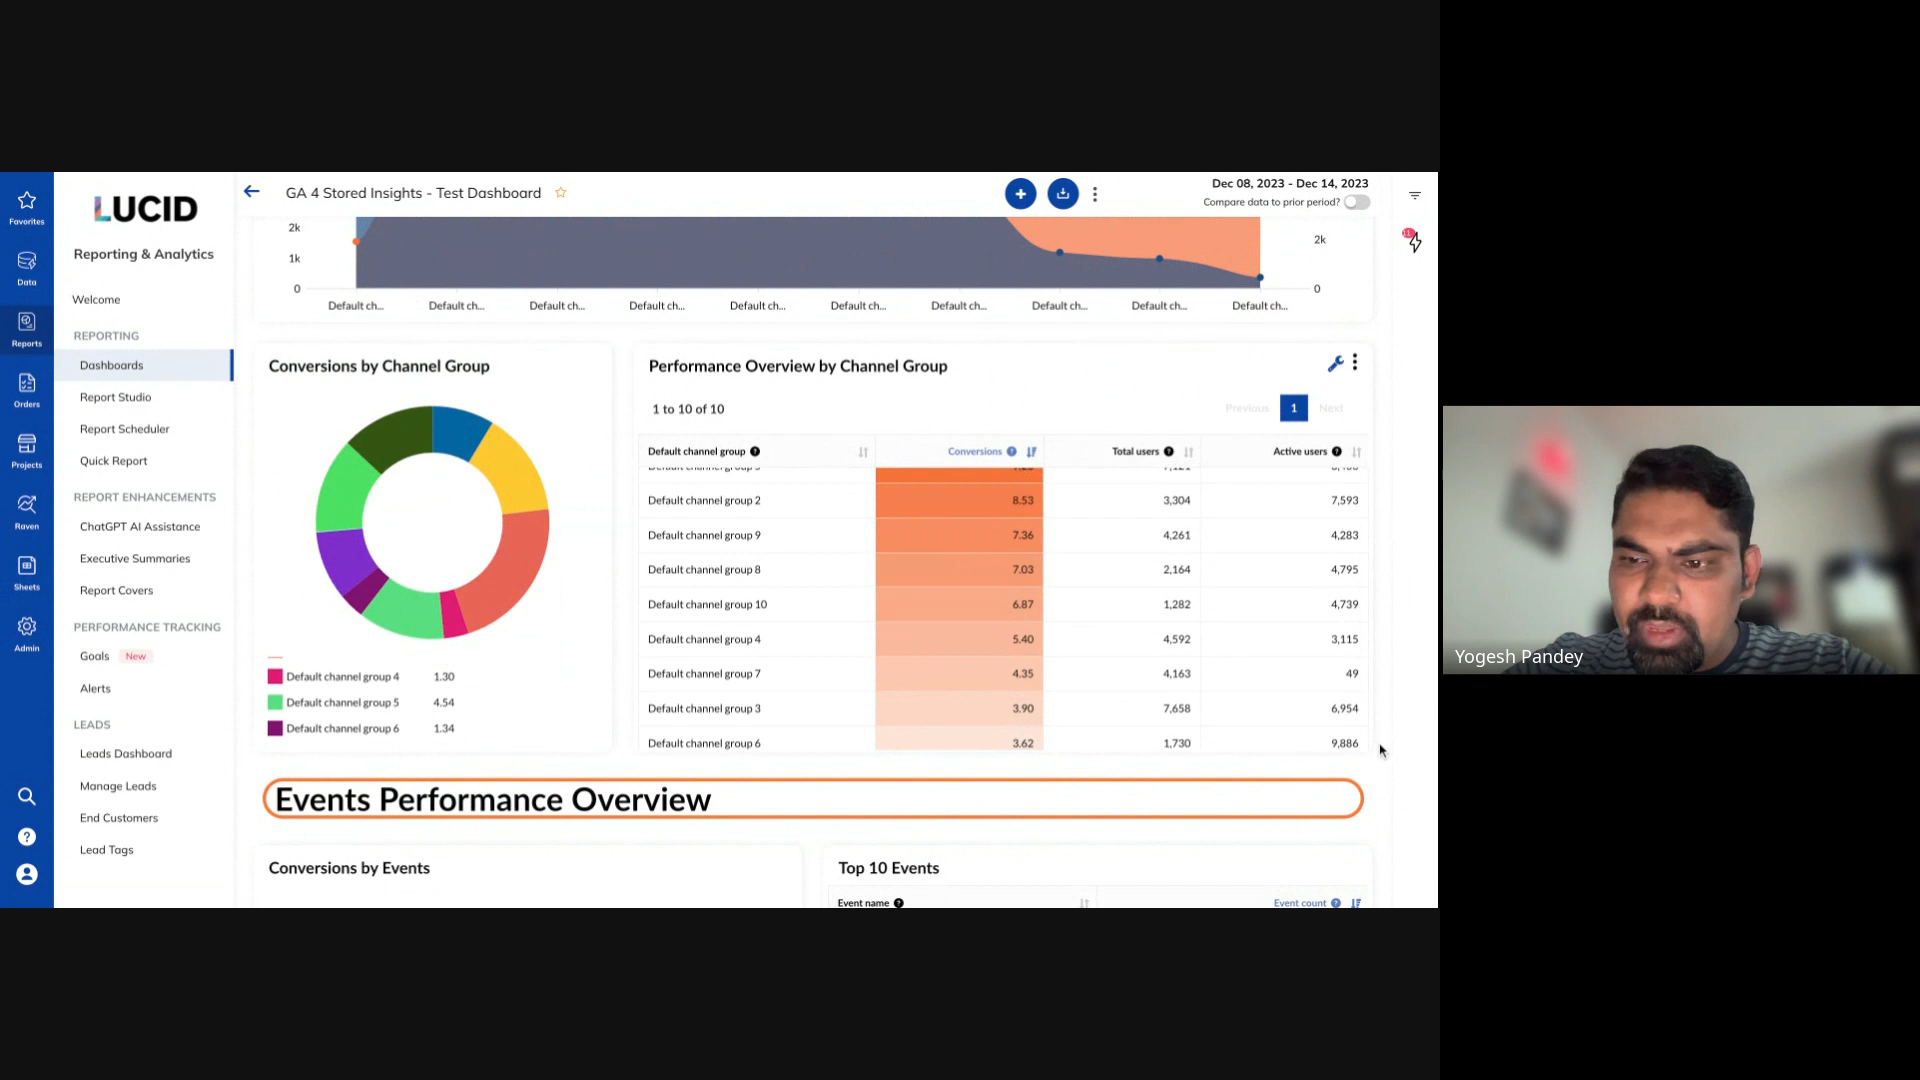 Favorites
Data
Reports
Orders
Projects
Raven
Sheets
Admin
LUCID
Reporting & Analytics
Welcome
REPORTING
Dashboards
Report Studio
Report Scheduler
Quick Report
REPORT ENHANCEMENTS
ChatGPT AI Assistance
Executive Summaries
Report Covers
PERFORMANCE TRACKING
Goals New
Alerts
LEADS
Leads Dashboard
Manage Leads
End Customers
Lead Tags
GA 4 Stored Insights - Test Dashboard
Dec 08, 2023 - Dec 14, 2023
Compare data to prior period?
2k
1k
0
2k
0
Default ch... Default ch... Default ch... Default ch... Default ch... Default ch... Default ch... Default ch... Default ch... Default ch...
Conversions by Channel Group
Default channel group 4 1.30
Default channel group 5 4.54
Default channel group 6 1.34
Performance Overview by Channel Group
1 to 10 of 10
Previous 1 Next
Default channel group Conversions Total users Active users
Default channel group 2 8.53 3,304 7,593
Default channel group 9 7.36 4,261 4,283
Default channel group 8 7.03 2,164 4,795
Default channel group 10 6.87 1,282 4,739
Default channel group 4 5.40 4,592 3,115
Default channel group 7 4.35 4,163 49
Default channel group 3 3.90 7,658 6,954
Default channel group 6 3.62 1,730 9,886
Events Performance Overview
Conversions by Events
Top 10 Events
Event name Event count
Yogesh Pandey